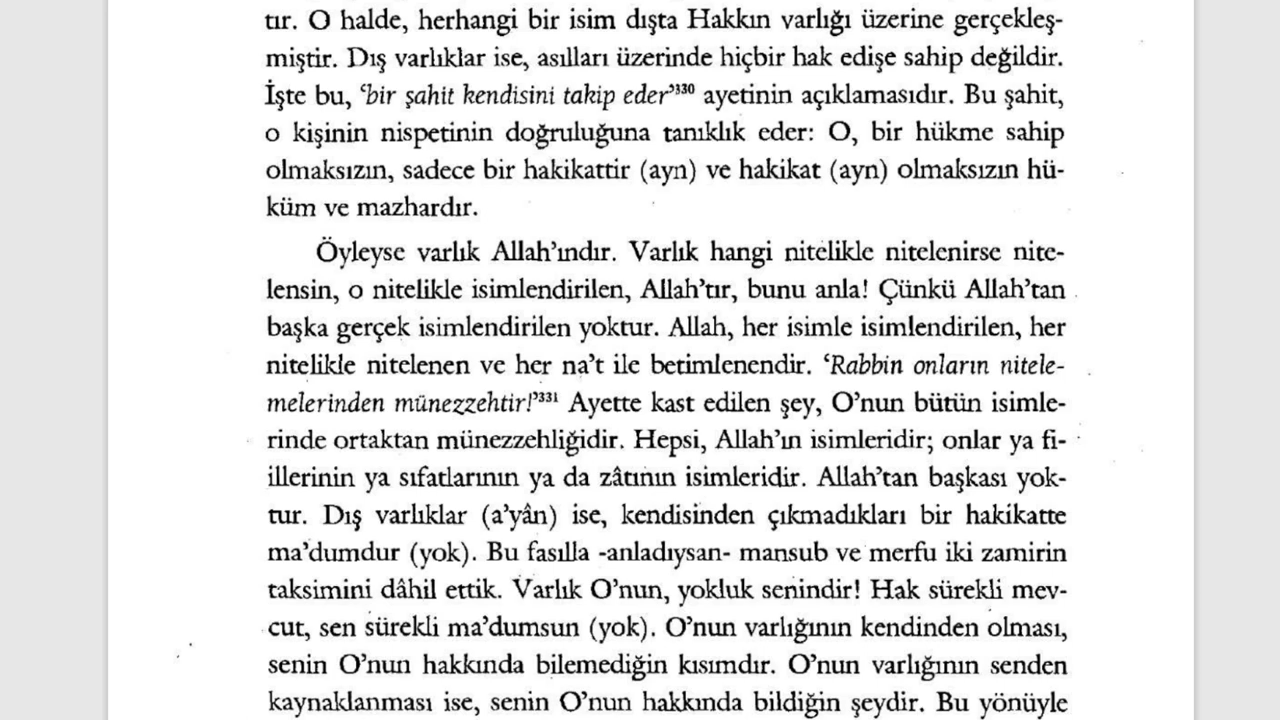 tır. O halde, herhangi bir isim dışta Hakkın varlığı üzerine gerçekleş-
miştir. Dış varlıklar ise, asılları üzerinde hiçbir hak edişe sahip değildir.
İşte bu, ‘bir şahit kendisini takip eder’³³⁰ ayetinin açıklamasıdır. Bu şahit,
o kişinin nispetinin doğruluğuna tanıklık eder: O, bir hükme sahip
olmaksızın, sadece bir hakikattir (ayn) ve hakikat (ayn) olmaksızın hü-
küm ve mazhardır.
Öyleyse varlık Allah’ındır. Varlık hangi nitelikle nitelenirse nite-
lensin, o nitelikle isimlendirilen, Allah’tır, bunu anla! Çünkü Allah’tan
başka gerçek isimlendirilen yoktur. Allah, her isimle isimlendirilen, her
nitelikle nitelenen ve her na’t ile betimlenendir. ‘Rabbin onların nitele-
melerinden münezzehtir!’³³¹ Ayette kast edilen şey, O’nun bütün isimle-
rinde ortaktan münezzehliğidir. Hepsi, Allah’ın isimleridir; onlar ya fi-
illerinin ya sıfatlarının ya da zâtının isimleridir. Allah’tan başkası yok-
tur. Dış varlıklar (a’yân) ise, kendisinden çıkmadıkları bir hakikatte
ma’dumdur (yok). Bu fasılla -anladıysan- mansub ve merfu iki zamirin
taksimini dâhil ettik. Varlık O’nun, yokluk senindir! Hak sürekli mev-
cut, sen sürekli ma’dumsun (yok). O’nun varlığının kendinden olması,
senin O’nun hakkında bilemediğin kısımdır. O’nun varlığının senden
kaynaklanması ise, senin O’nun hakkında bildiğin şeydir. Bu yönüyle